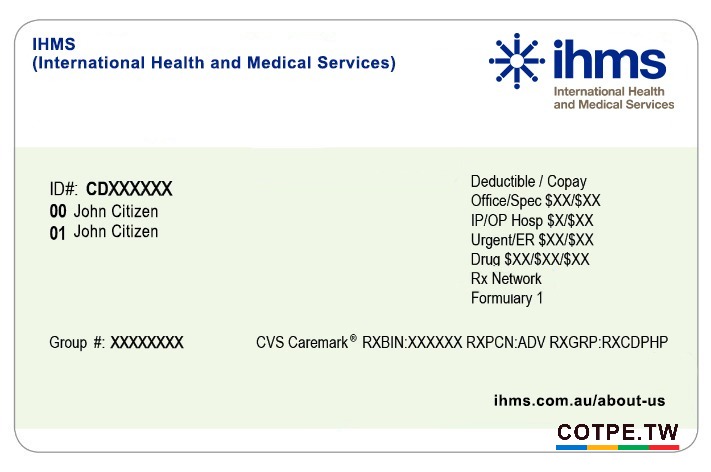 IHMS
(International Health and Medical Services)
ihms
International Health
and Medical Services
ID#: CDXXXXXX
00 John Citizen
01 John Citizen
Deductible / Copay
Office/Spec $XX/$XX
IP/OP Hosp $X/$XX
Urgent/ER $XX/$XX
Drug $XX/$XX/$XX
Rx Network
Formulary 1
Group #: XXXXXXXX
CVS Caremark® RXBIN:XXXXXX RXPCN:ADV RXGRP:RXCDPHP
ihms.com.au/about-us
COTPE.TW